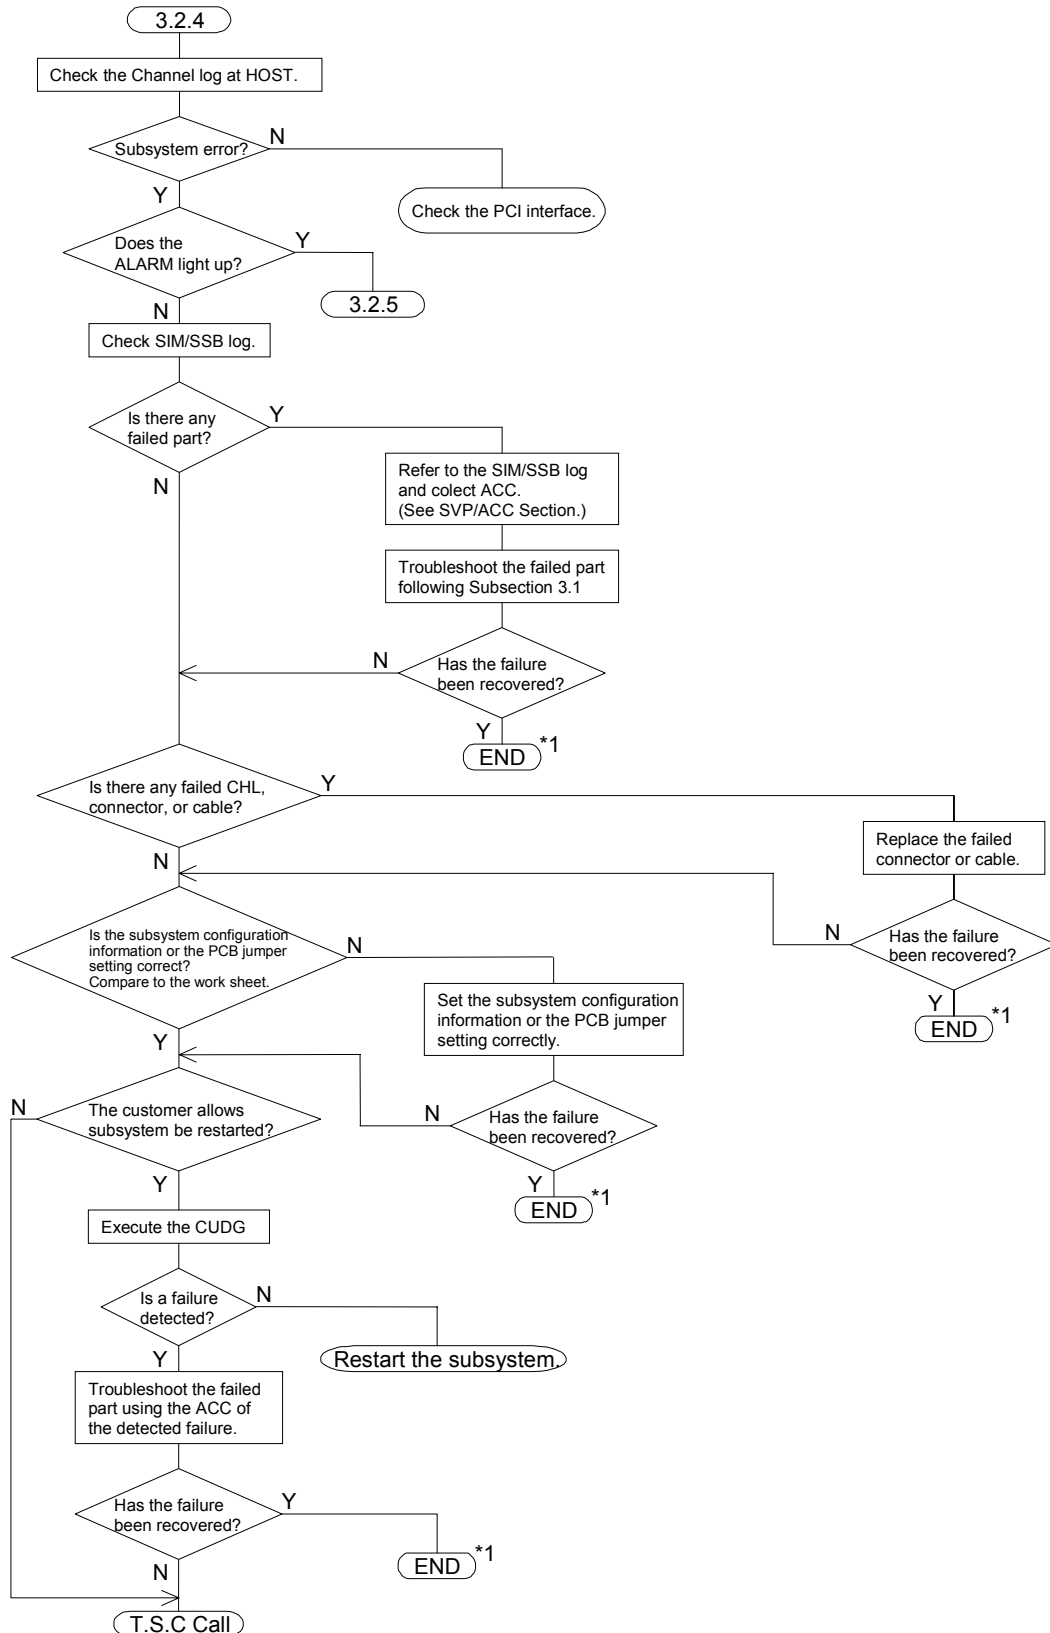 3.2.4
Check the Channel log at HOST.
Subsystem error?
N
Y
Check the PCI interface.
Does the
ALARM light up?
Y
N
3.2.5
Check SIM/SSB log.
Is there any
failed part?
Y
N
Refer to the SIM/SSB log
and colect ACC.
(See SVP/ACC Section.)
Troubleshoot the failed part
following Subsection 3.1
Has the failure
been recovered?
N
Y
END
*1
Is there any failed CHL,
connector, or cable?
Y
N
Replace the failed
connector or cable.
Has the failure
been recovered?
N
Y
END
*1
Is the subsystem configuration
information or the PCB jumper
setting correct?
Compare to the work sheet.
N
Y
Set the subsystem configuration
information or the PCB jumper
setting correctly.
Has the failure
been recovered?
N
Y
END
*1
The customer allows
subsystem be restarted?
N
Y
Execute the CUDG
Is a failure
detected?
N
Y
Restart the subsystem.
Troubleshoot the failed
part using the ACC of
the detected failure.
Has the failure
been recovered?
Y
N
END
*1
T.S.C Call